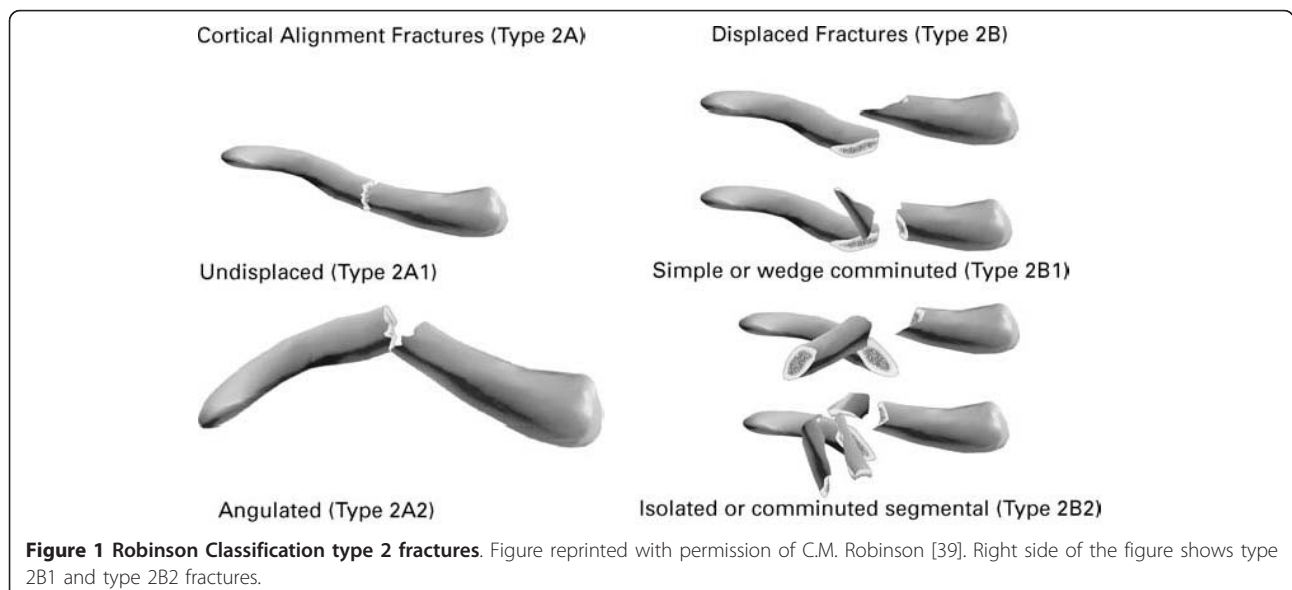 Cortical Alignment Fractures (Type 2A)
Displaced Fractures (Type 2B)
Undisplaced (Type 2A1)
Simple or wedge comminuted (Type 2B1)
Angulated (Type 2A2)
Isolated or comminuted segmental (Type 2B2)
Figure 1 Robinson Classification type 2 fractures. Figure reprinted with permission of C.M. Robinson [39]. Right side of the figure shows type
2B1 and type 2B2 fractures.